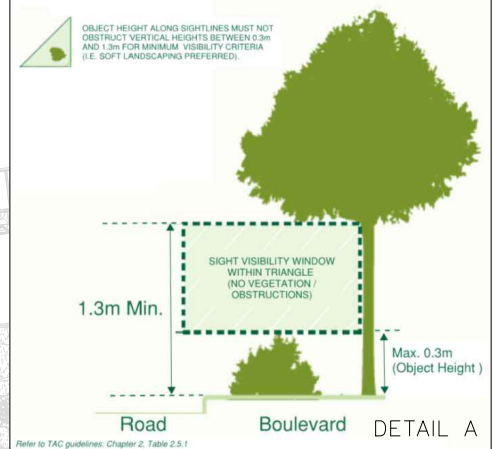 OBJECT HEIGHT ALONG SIGHTLINES MUST NOT
OBSTRUCT VERTICAL HEIGHTS BETWEEN 0.3m
AND 1.3m FOR MINIMUM VISIBILITY CRITERIA
(I.E. SOFT LANDSCAPING PREFERRED).
SIGHT VISIBILITY WINDOW
WITHIN TRIANGLE
(NO VEGETATION /
OBSTRUCTIONS)
1.3m Min.
Max. 0.3m
(Object Height )
Road
Boulevard
DETAIL A
Refer to TAC guidelines: Chapter 2, Table 2.5.1